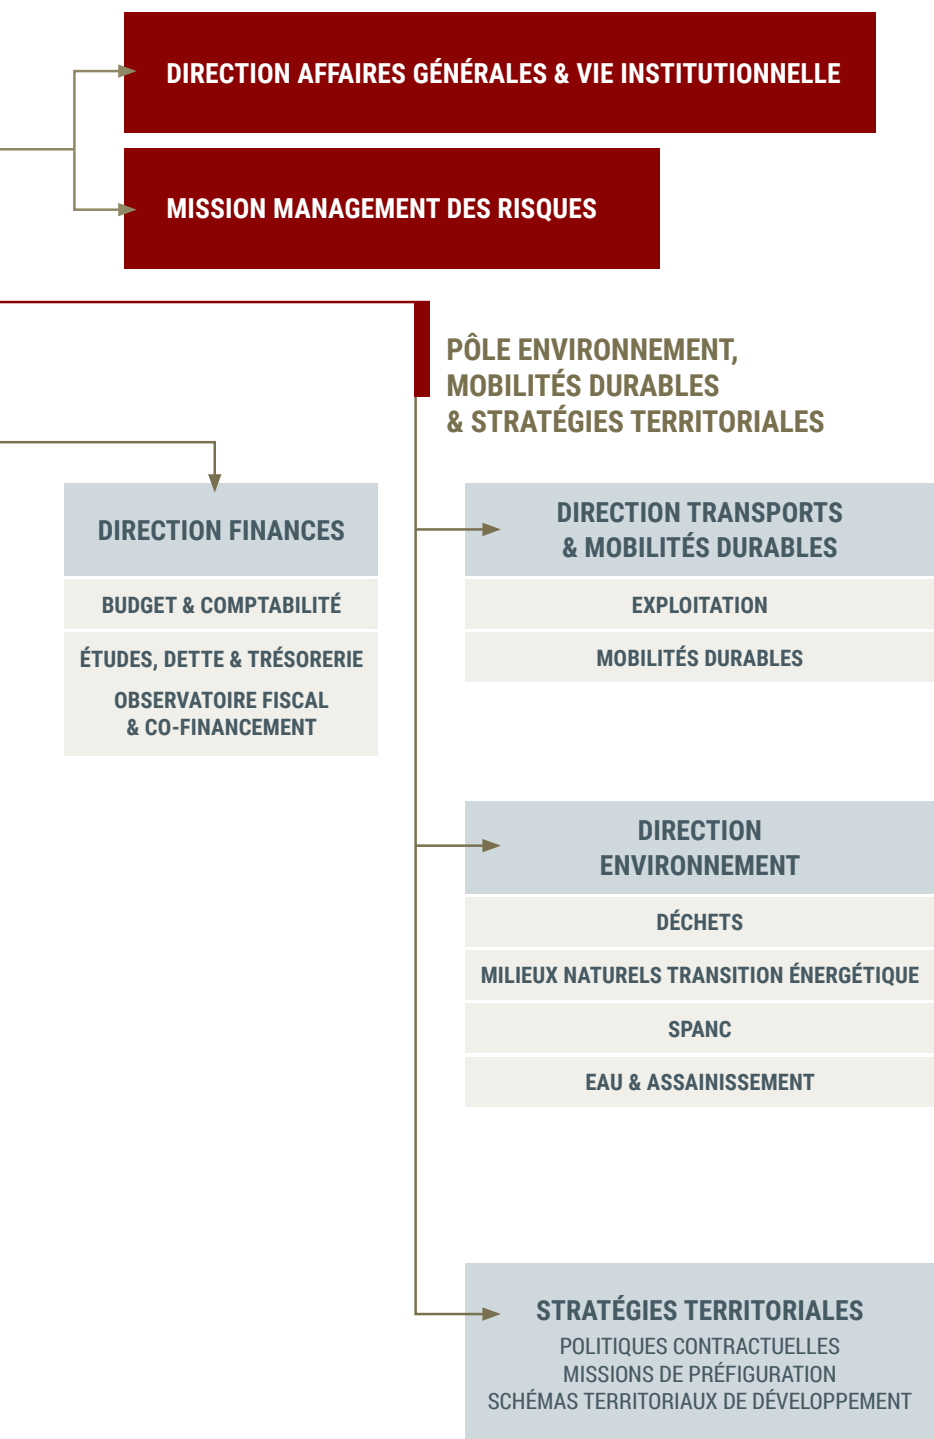 DIRECTION AFFAIRES GÉNÉRALES & VIE INSTITUTIONNELLE
MISSION MANAGEMENT DES RISQUES
PÔLE ENVIRONNEMENT,
MOBILITÉS DURABLES
& STRATÉGIES TERRITORIALES
DIRECTION FINANCES
BUDGET & COMPTABILITÉ
ÉTUDES, DETTE & TRÉSORERIE
OBSERVATOIRE FISCAL
& CO-FINANCEMENT
DIRECTION TRANSPORTS
& MOBILITÉS DURABLES
EXPLOITATION
MOBILITÉS DURABLES
DIRECTION
ENVIRONNEMENT
DÉCHETS
MILIEUX NATURELS TRANSITION ÉNERGÉTIQUE
SPANC
EAU & ASSAINISSEMENT
STRATÉGIES TERRITORIALES
POLITIQUES CONTRACTUELLES
MISSIONS DE PRÉFIGURATION
SCHÉMAS TERRITORIAUX DE DÉVELOPPEMENT